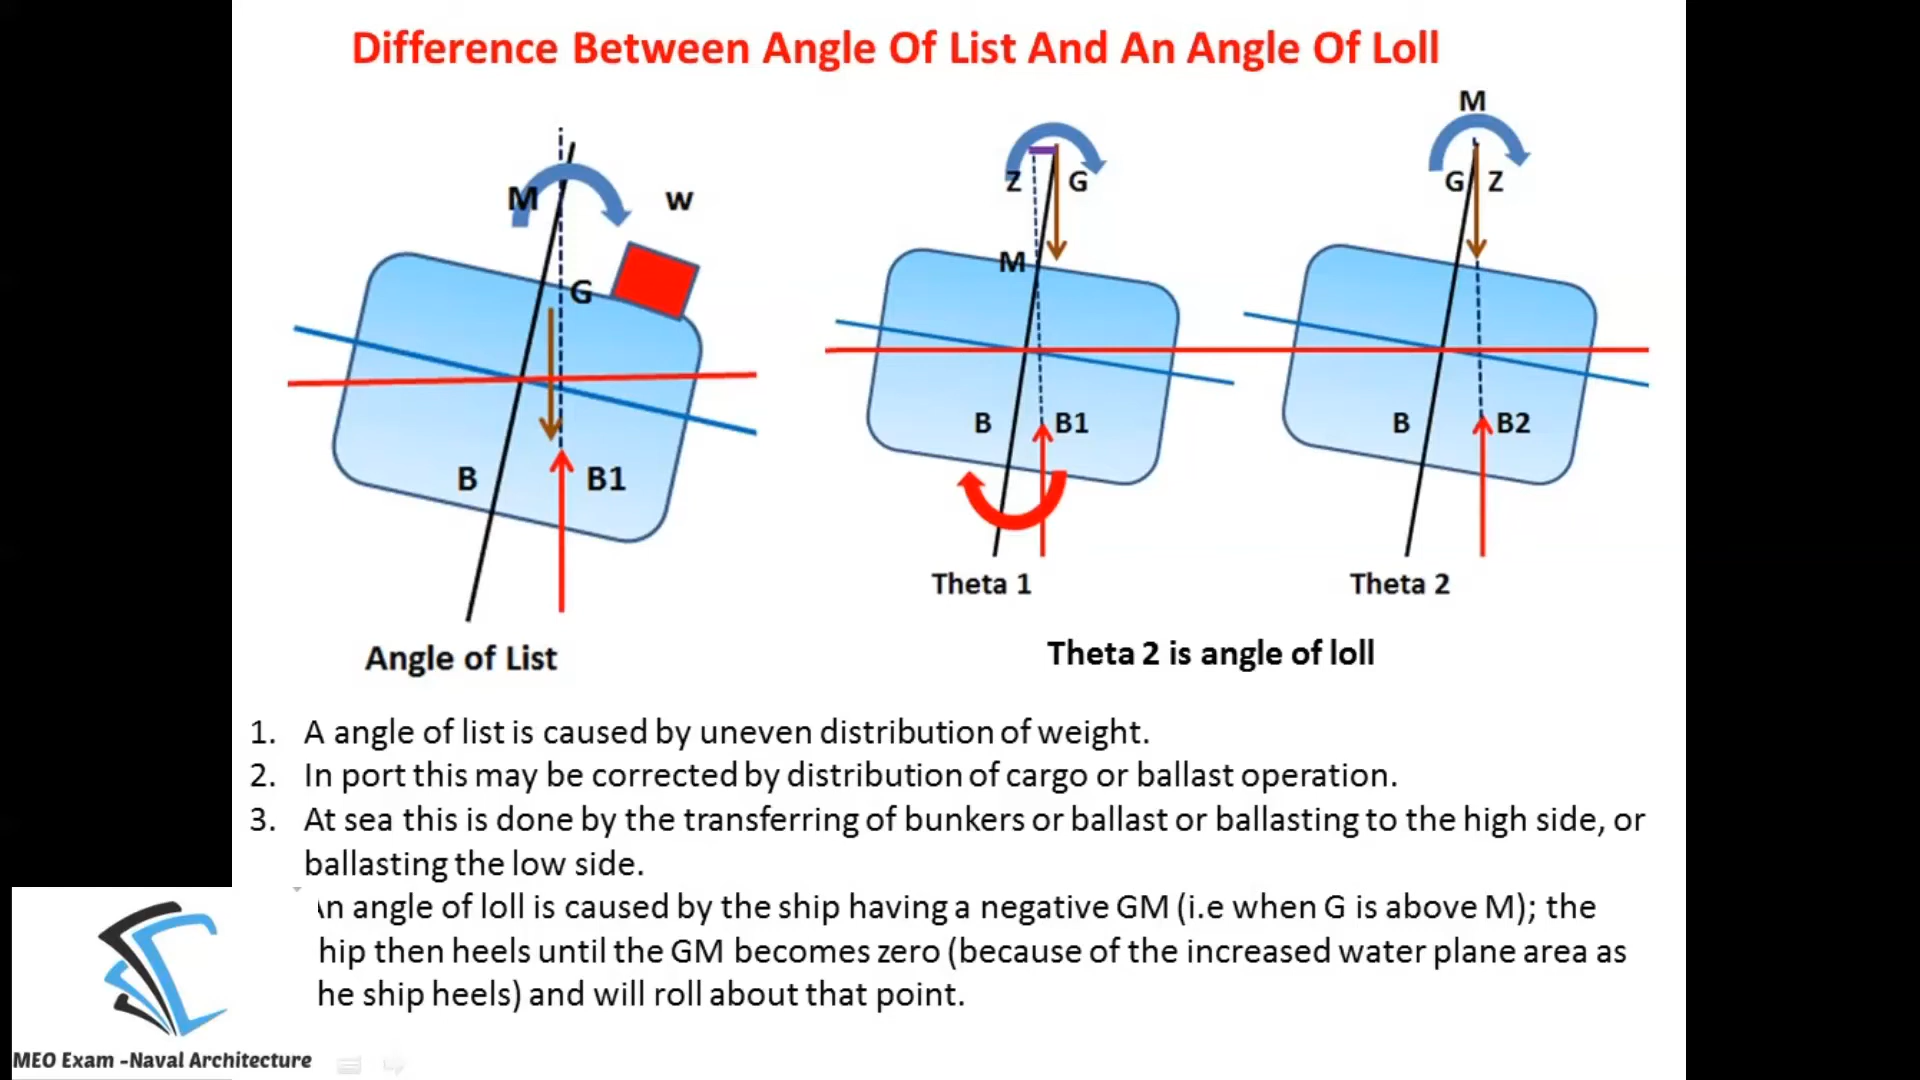 Difference Between Angle Of List And An Angle Of Loll
M
W
G
B
B1
Angle of List
Z
G
M
B
B1
Theta 1
M
G
Z
B
B2
Theta 2
Theta 2 is angle of loll
1. A angle of list is caused by uneven distribution of weight.
2. In port this may be corrected by distribution of cargo or ballast operation.
3. At sea this is done by the transferring of bunkers or ballast or ballasting to the high side, or
ballasting the low side.
n angle of loll is caused by the ship having a negative GM (i.e when G is above M); the
hip then heels until the GM becomes zero (because of the increased water plane area as
he ship heels) and will roll about that point.
MEO Exam -Naval Architecture